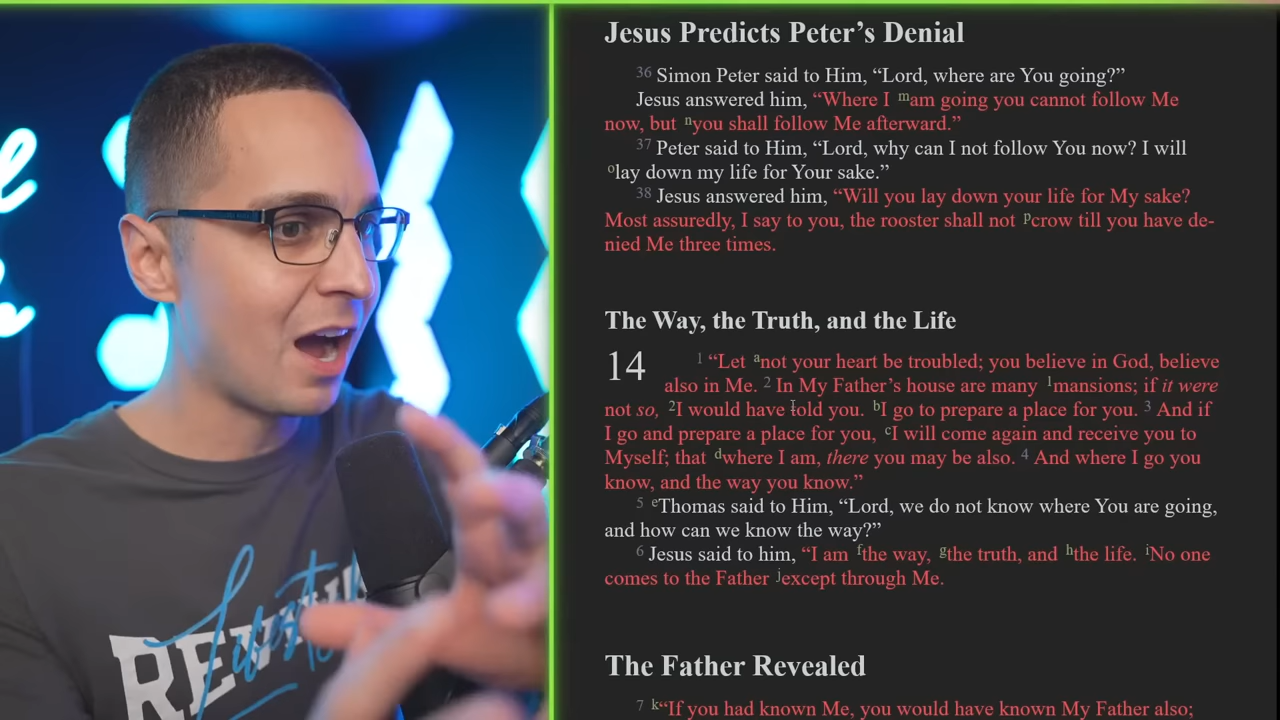 Jesus Predicts Peter’s Denial
36 Simon Peter said to Him, “Lord, where are You going?”
Jesus answered him, “Where I mam going you cannot follow Me
now, but nyou shall follow Me afterward.”
37 Peter said to Him, “Lord, why can I not follow You now? I will
olay down my life for Your sake.”
38 Jesus answered him, “Will you lay down your life for My sake?
Most assuredly, I say to you, the rooster shall not pcrow till you have de-
nied Me three times.
The Way, the Truth, and the Life
14 1 “Let anot your heart be troubled; you believe in God, believe
also in Me. 2 In My Father’s house are many 1mansions; if it were
not so, 2I would have told you. bI go to prepare a place for you. 3 And if
I go and prepare a place for you, cI will come again and receive you to
Myself; that dwhere I am, there you may be also. 4 And where I go you
know, and the way you know.”
5 eThomas said to Him, “Lord, we do not know where You are going,
and how can we know the way?”
6 Jesus said to him, “I am fthe way, gthe truth, and hthe life. iNo one
comes to the Father jexcept through Me.
The Father Revealed
7 k“If you had known Me, you would have known My Father also;